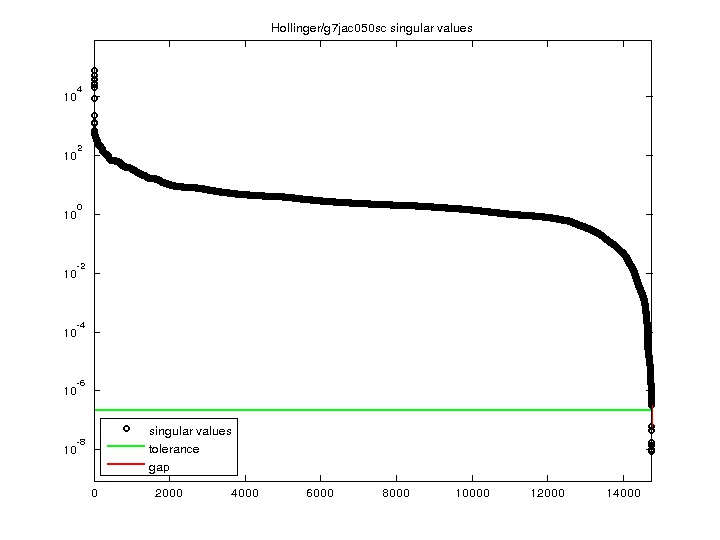 Hollinger/g7jac050sc singular values
10^4
10^2
10^0
10^-2
10^-4
10^-6
10^-8
singular values
tolerance
gap
0 2000 4000 6000 8000 10000 12000 14000